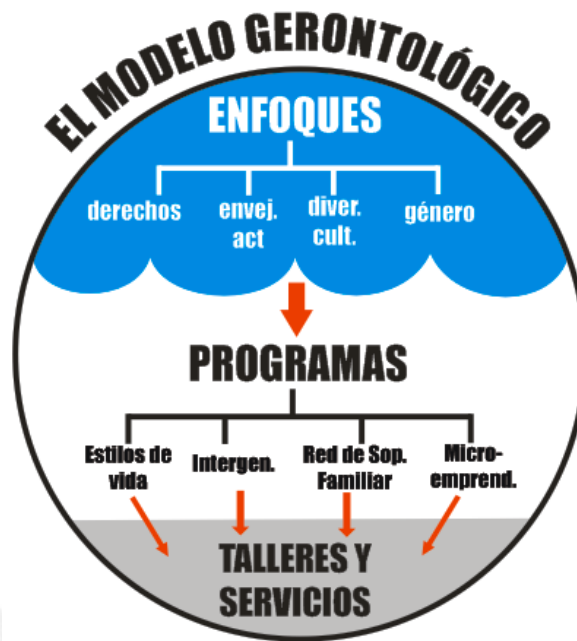 EL MODELO GERONTOLÓGICO
ENFOQUES
derechos
envej.
act
diver.
cult.
género
PROGRAMAS
Estilos de
vida
Intergen.
Red de Sop.
Familiar
Micro-
emprend.
TALLERES Y
SERVICIOS